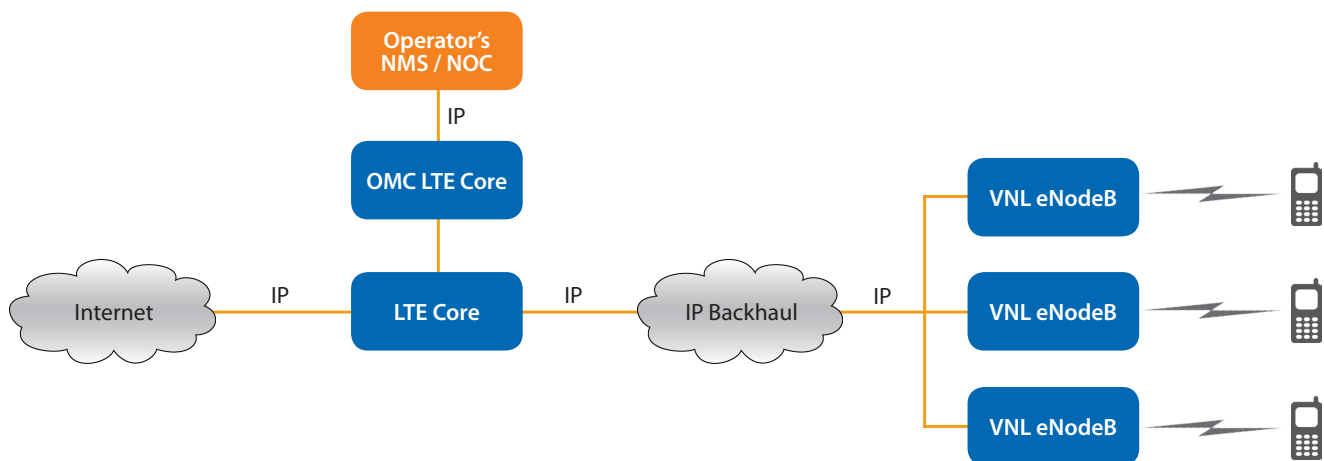 Operator’s
NMS / NOC
IP
OMC LTE Core
VNL eNodeB
Internet
IP
LTE Core
IP
IP Backhaul
IP
VNL eNodeB
VNL eNodeB